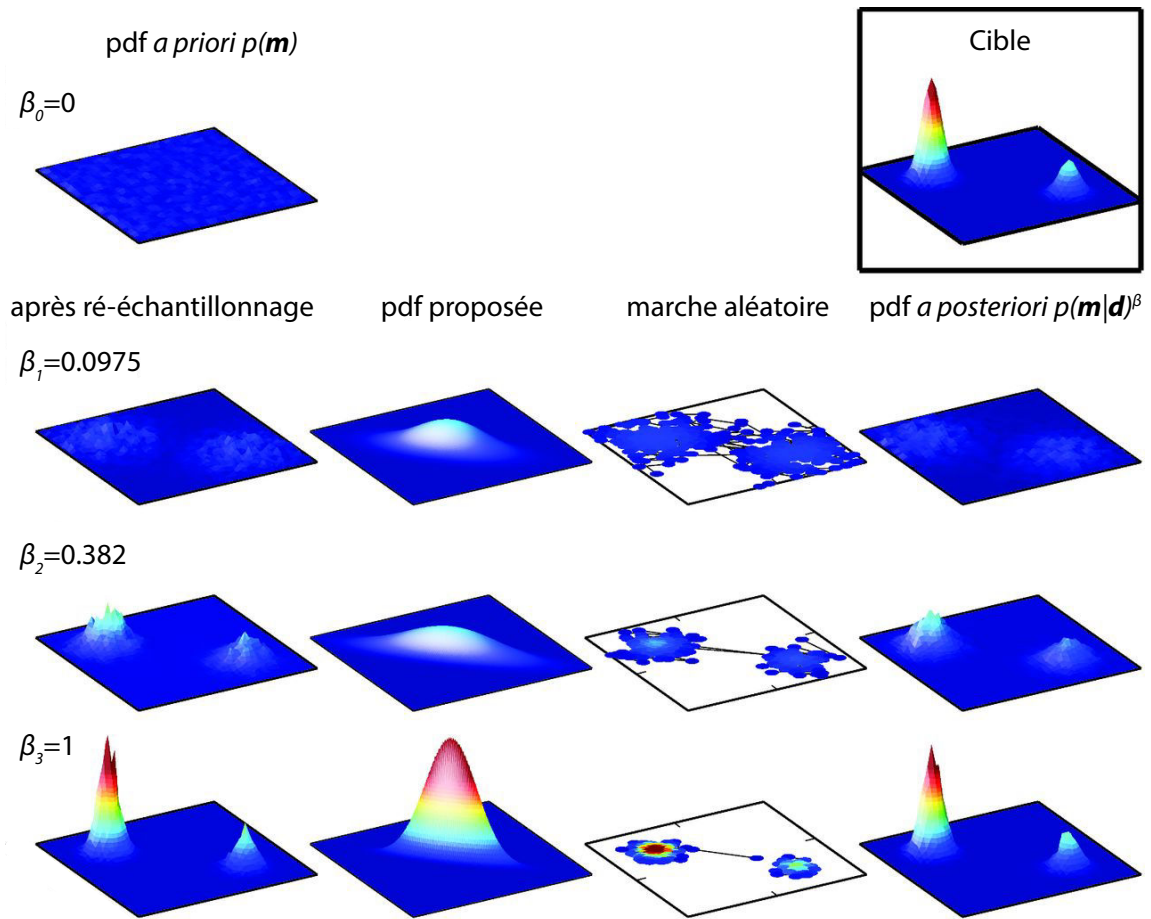 pdf a priori p(m)
Cible
β₀=0
après ré-échantillonnage
pdf proposée
marche aléatoire
pdf a posteriori p(m|d)ᵝ
β₁=0.0975
β₂=0.382
β₃=1